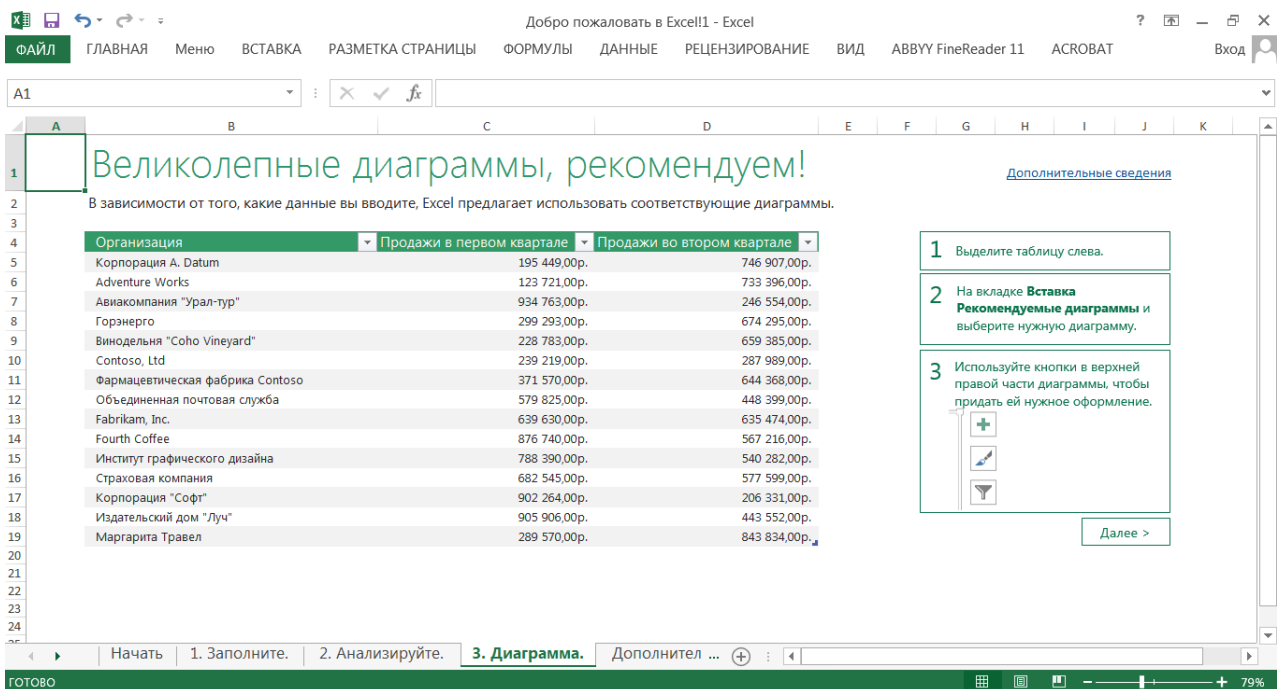 Добро пожаловать в Excel!1 - Excel
?
ФАЙЛ ГЛАВНАЯ Меню ВСТАВКА РАЗМЕТКА СТРАНИЦЫ ФОРМУЛЫ ДАННЫЕ РЕЦЕНЗИРОВАНИЕ ВИД ABBYY FineReader 11 ACROBAT Вход
A1 fx
A B C D E F G H I J K
1 Великолепные диаграммы, рекомендуем! Дополнительные сведения
2 В зависимости от того, какие данные вы вводите, Excel предлагает использовать соответствующие диаграммы.
3
4 Организация Продажи в первом квартале Продажи во втором квартале
5 Корпорация A. Datum 195 449,00р. 746 907,00р.
6 Adventure Works 123 721,00р. 733 396,00р.
7 Авиакомпания "Урал-тур" 934 763,00р. 246 554,00р.
8 Горэнерго 299 293,00р. 674 295,00р.
9 Винодельня "Coho Vineyard" 228 783,00р. 659 385,00р.
10 Contoso, Ltd 239 219,00р. 287 989,00р.
11 Фармацевтическая фабрика Contoso 371 570,00р. 644 368,00р.
12 Объединенная почтовая служба 579 825,00р. 448 399,00р.
13 Fabrikam, Inc. 639 630,00р. 635 474,00р.
14 Fourth Coffee 876 740,00р. 567 216,00р.
15 Институт графического дизайна 788 390,00р. 540 282,00р.
16 Страховая компания 682 545,00р. 577 599,00р.
17 Корпорация "Софт" 902 264,00р. 206 331,00р.
18 Издательский дом "Луч" 905 906,00р. 443 552,00р.
19 Маргарита Травел 289 570,00р. 843 834,00р.
20
21
22
23
24
1 Выделите таблицу слева.
2 На вкладке Вставка
Рекомендуемые диаграммы и
выберите нужную диаграмму.
3 Используйте кнопки в верхней
правой части диаграммы, чтобы
придать ей нужное оформление.
Далее >
Начать 1. Заполните. 2. Анализируйте. 3. Диаграмма. Дополнител ...
ГОТОВО 79%